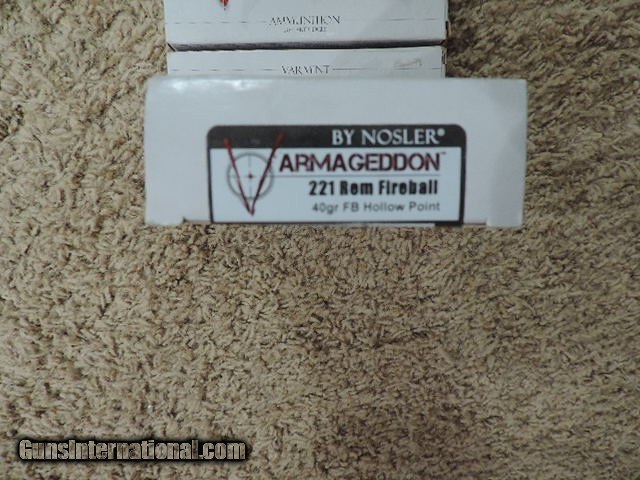 AMMUNITION
VARMINT
BY NOSLER®
VARMAGEDDON™
221 Rem Fireball
40gr FB Hollow Point
GunsInternational.com